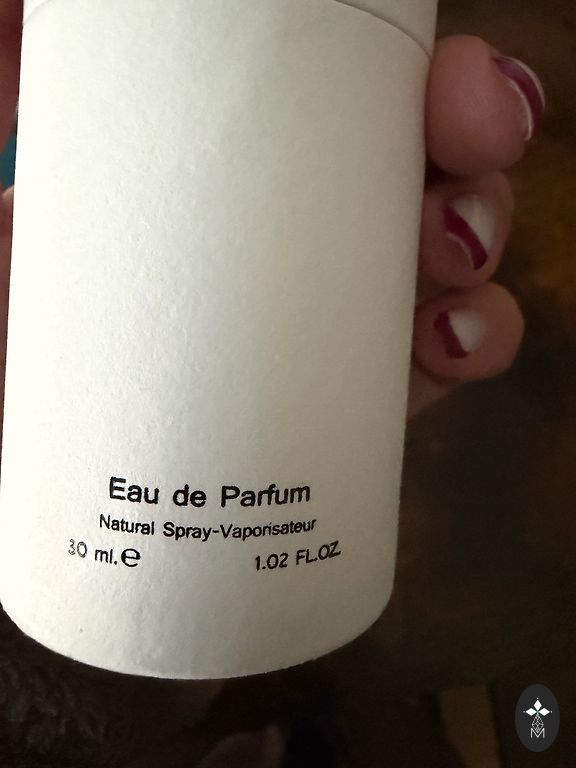 Eau de Parfum
Natural Spray-Vaporisateur
30 ml.e 1.02 FL.OZ